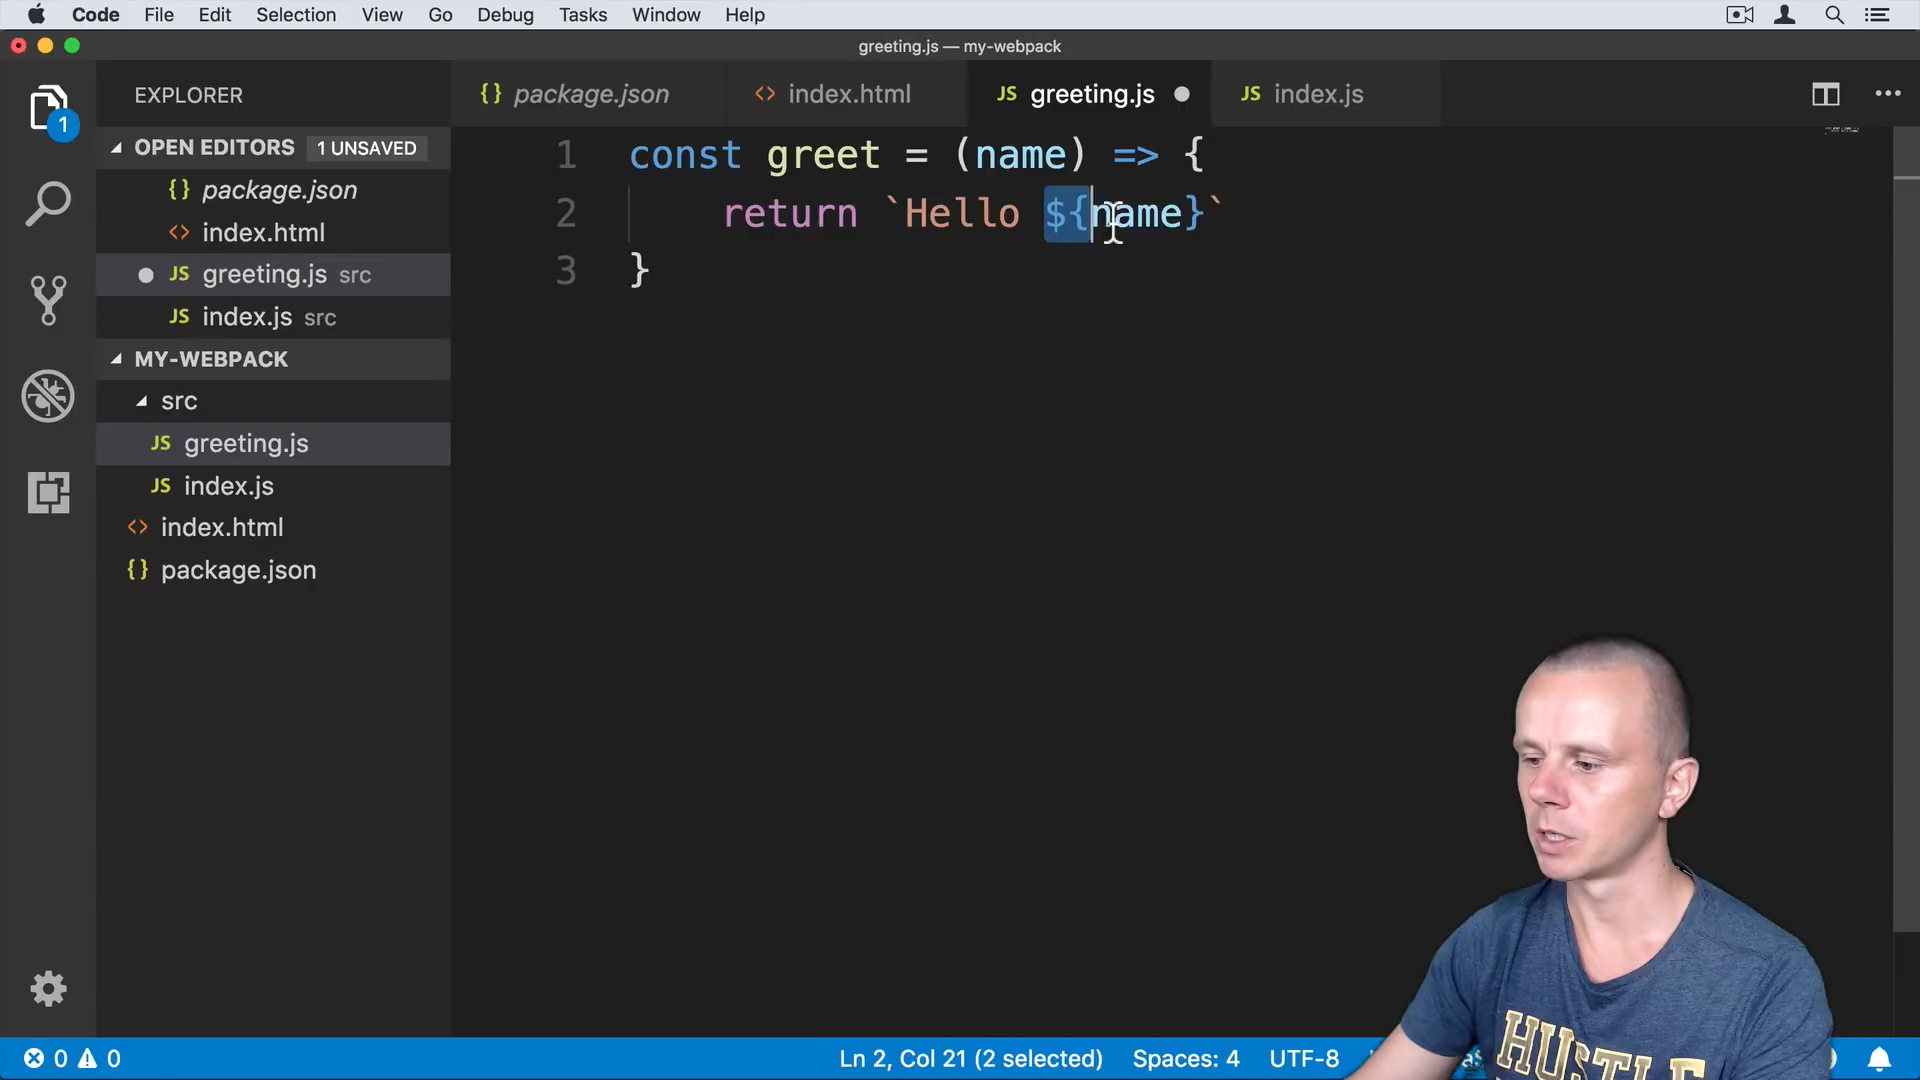 Code File Edit Selection View Go Debug Tasks Window Help
greeting.js — my-webpack
EXPLORER
OPEN EDITORS 1 UNSAVED
{} package.json
<> index.html
JS greeting.js src
JS index.js src
MY-WEBPACK
src
JS greeting.js
JS index.js
<> index.html
{} package.json
1
{} package.json <> index.html JS greeting.js JS index.js
1 const greet = (name) => {
2 return `Hello ${name}`
3 }
HUSTLE
0 0 Ln 2, Col 21 (2 selected) Spaces: 4 UTF-8